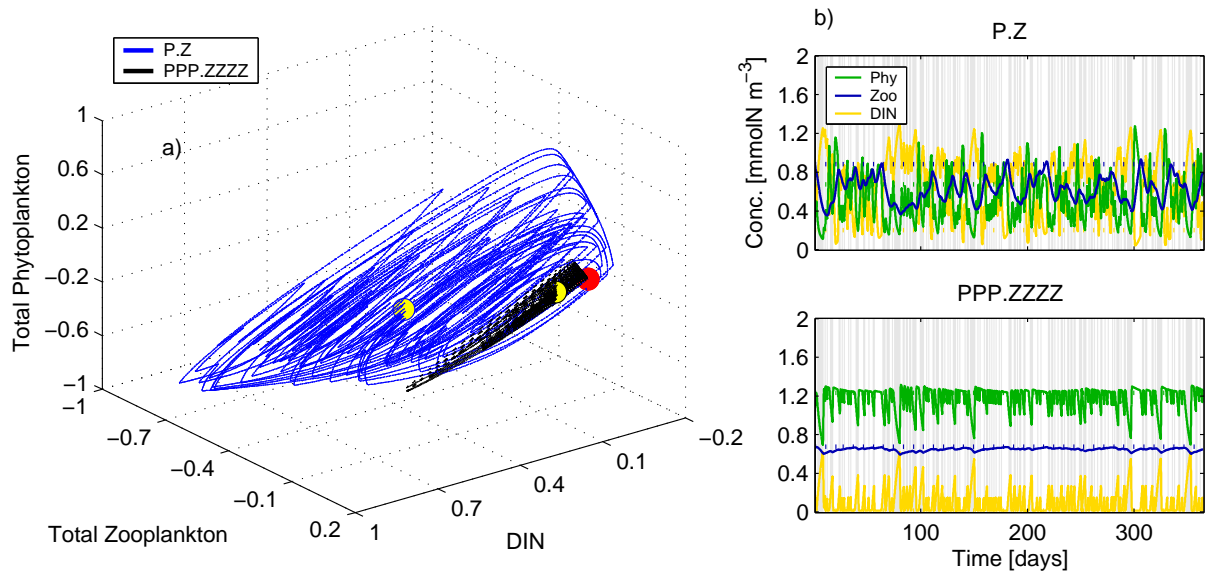 P.Z
PPP.ZZZZ
a)
1
0.6
0.2
−0.2
−0.6
−1
Total Phytoplankton
−1
−0.7
−0.4
−0.1
0.2
Total Zooplankton
1
0.7
0.4
0.1
−0.2
DIN
b)
P.Z
Phy
Zoo
DIN
2
1.6
1.2
0.8
0.4
0
Conc. [mmolN m⁻³]
PPP.ZZZZ
2
1.6
1.2
0.8
0.4
0
100
200
300
Time [days]